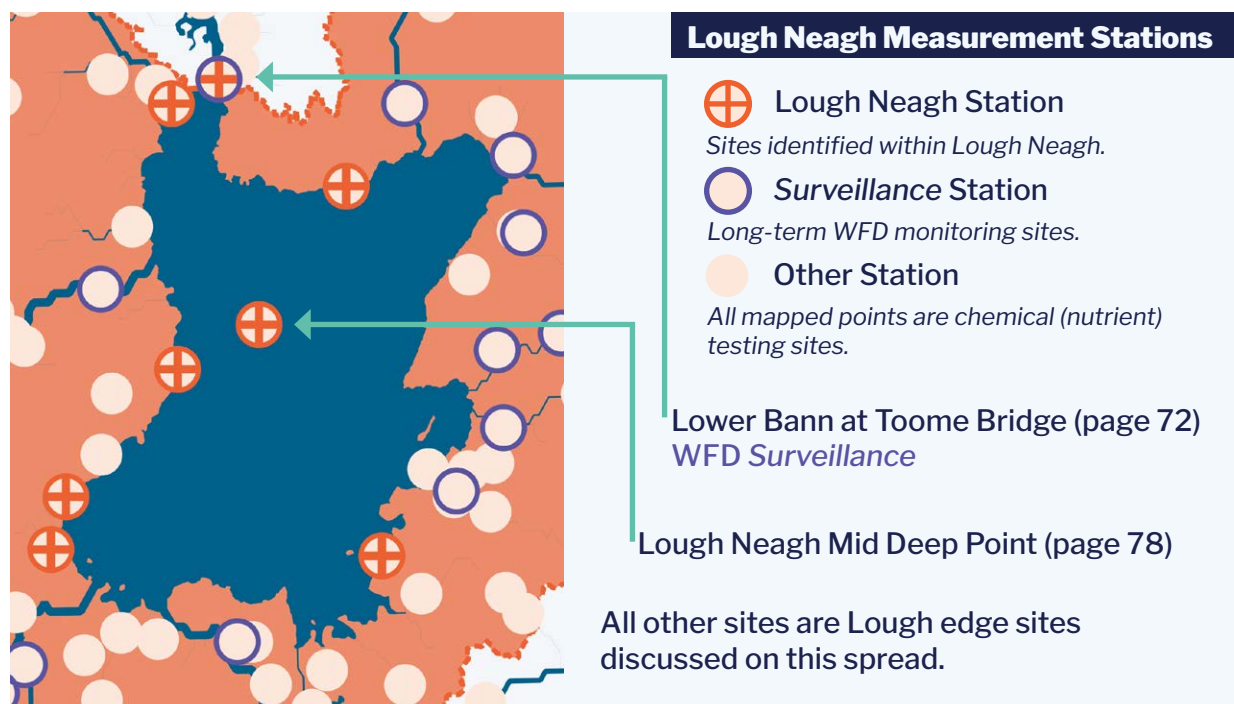 Lough Neagh Measurement Stations
Lough Neagh Station
Sites identified within Lough Neagh.
Surveillance Station
Long-term WFD monitoring sites.
Other Station
All mapped points are chemical (nutrient)
testing sites.
Lower Bann at Toome Bridge (page 72)
WFD Surveillance
Lough Neagh Mid Deep Point (page 78)
All other sites are Lough edge sites
discussed on this spread.